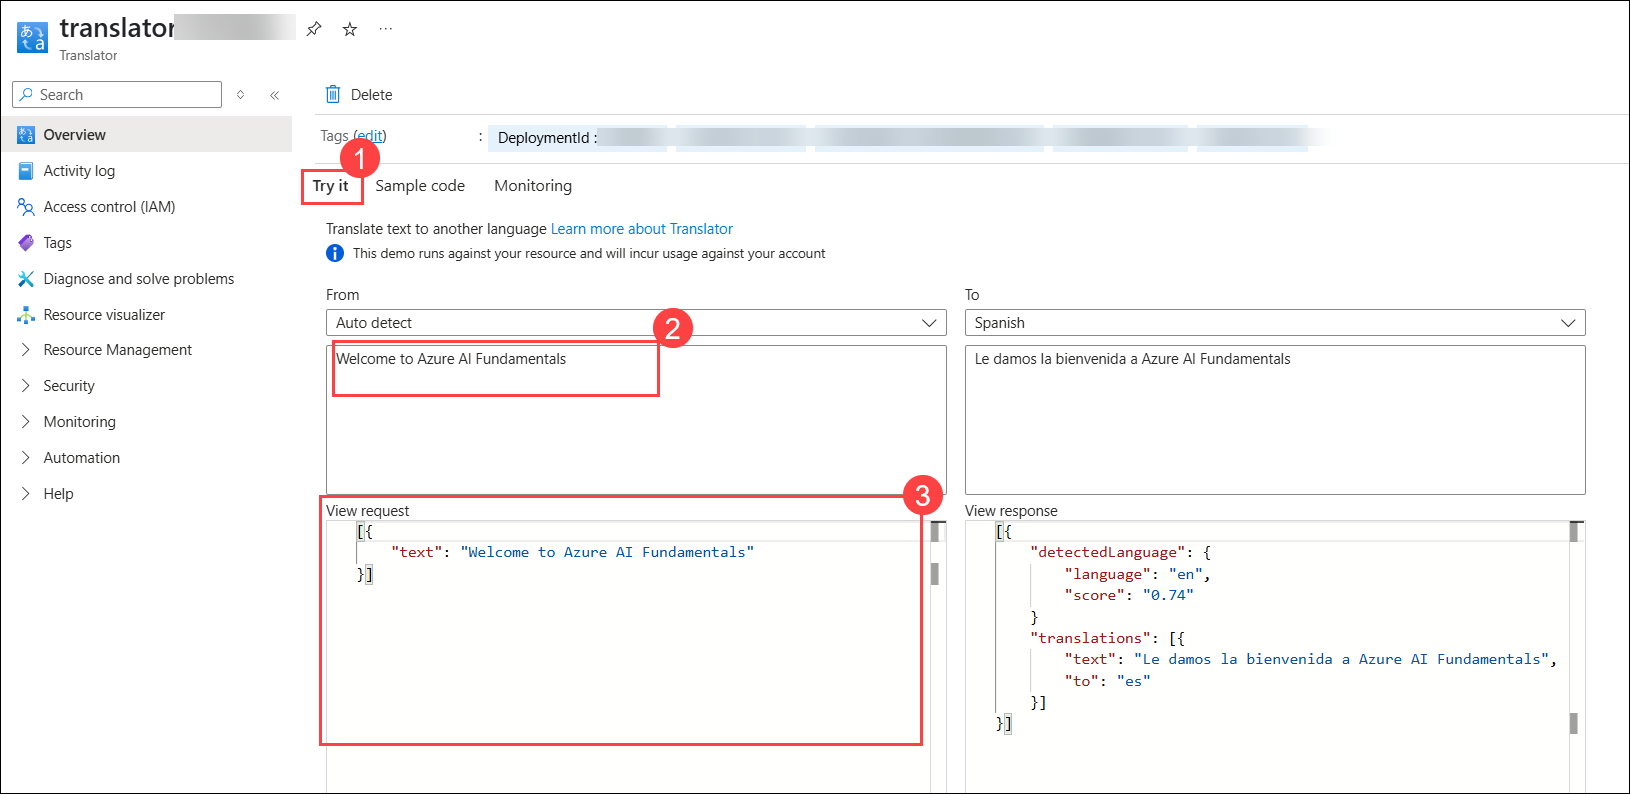 translator
Translator
Search
Delete
Overview
Tags (edit) : DeploymentId :
Activity log
1
Try it Sample code Monitoring
Access control (IAM)
Tags
Diagnose and solve problems
Resource visualizer
Resource Management
Security
Monitoring
Automation
Help
Translate text to another language Learn more about Translator
This demo runs against your resource and will incur usage against your account
From
Auto detect
2
Welcome to Azure AI Fundamentals
To
Spanish
Le damos la bienvenida a Azure AI Fundamentals
3
View request
[{
"text": "Welcome to Azure AI Fundamentals"
}]
View response
[{
"detectedLanguage": {
"language": "en",
"score": "0.74"
}
"translations": [{
"text": "Le damos la bienvenida a Azure AI Fundamentals",
"to": "es"
}]
}]